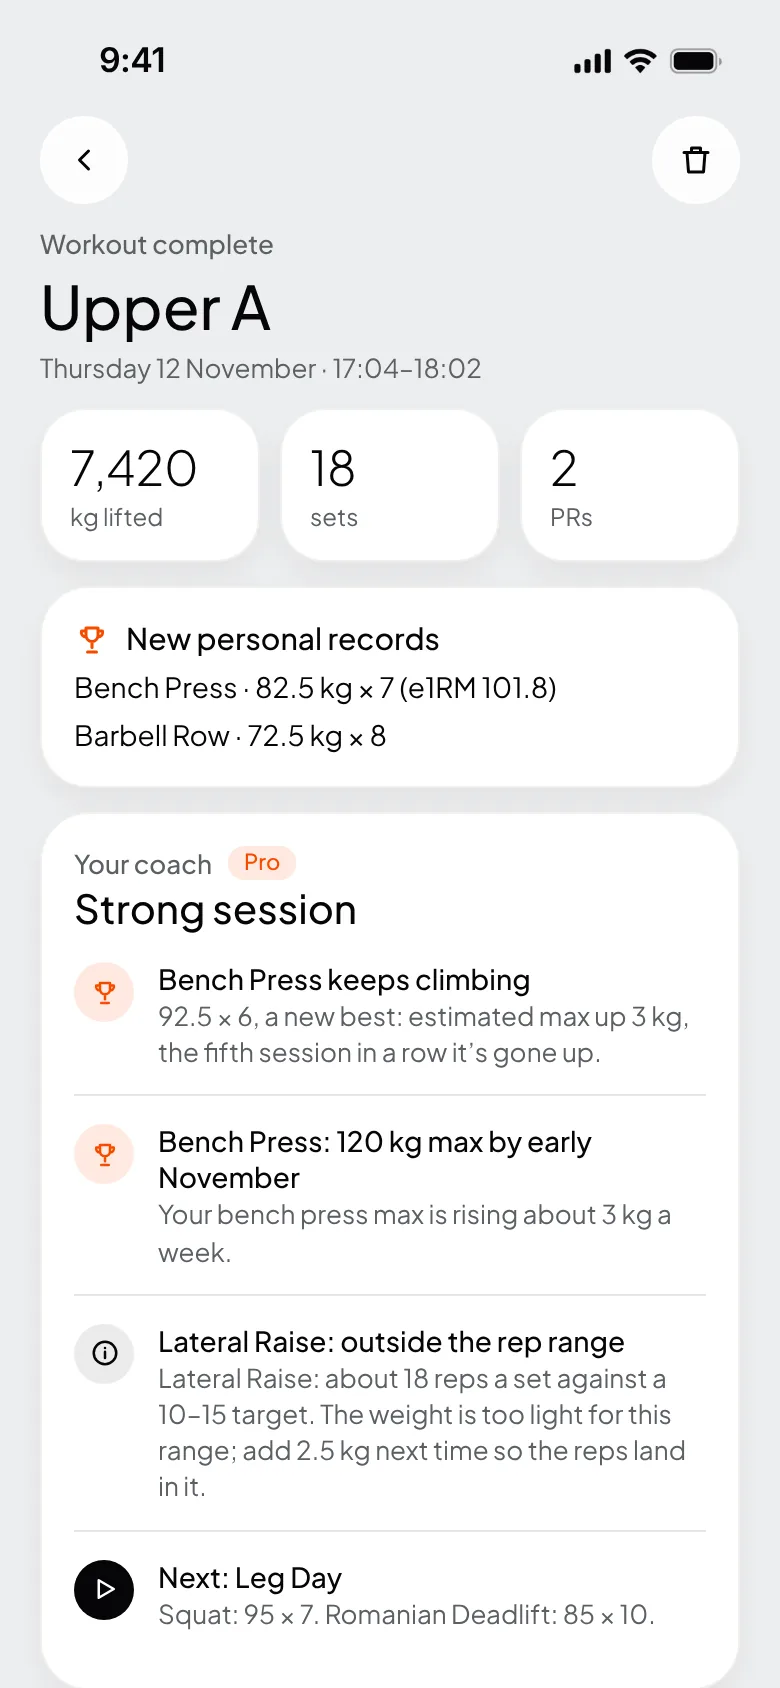 9:41
Workout complete
Upper A
Thursday 12 November · 17:04–18:02
7,420
kg lifted
18
sets
2
PRs
New personal records
Bench Press · 82.5 kg × 7 (e1RM 101.8)
Barbell Row · 72.5 kg × 8
Your coach Pro
Strong session
Bench Press keeps climbing
92.5 × 6, a new best: estimated max up 3 kg,
the fifth session in a row it’s gone up.
Bench Press: 120 kg max by early
November
Your bench press max is rising about 3 kg a
week.
Lateral Raise: outside the rep range
Lateral Raise: about 18 reps a set against a
10–15 target. The weight is too light for this
range; add 2.5 kg next time so the reps land
in it.
Next: Leg Day
Squat: 95 × 7. Romanian Deadlift: 85 × 10.